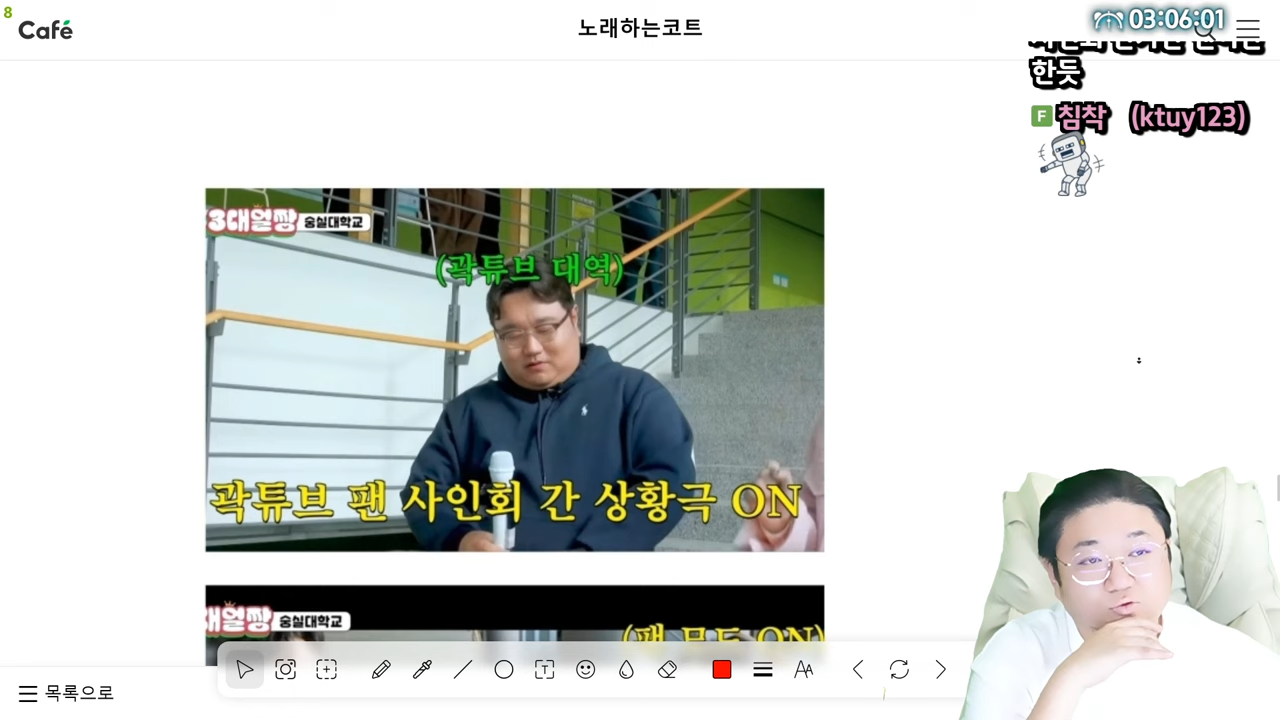 8
Café
노래하는코트
03:06:01
한듯
F 침착 (ktuy123)
3대얼짱 숭실대학교
(곽튜브 대역)
곽튜브 팬 사인회 간 상황극 ON
대얼짱 숭실대학교
(팬 모드 ON)
목록으로